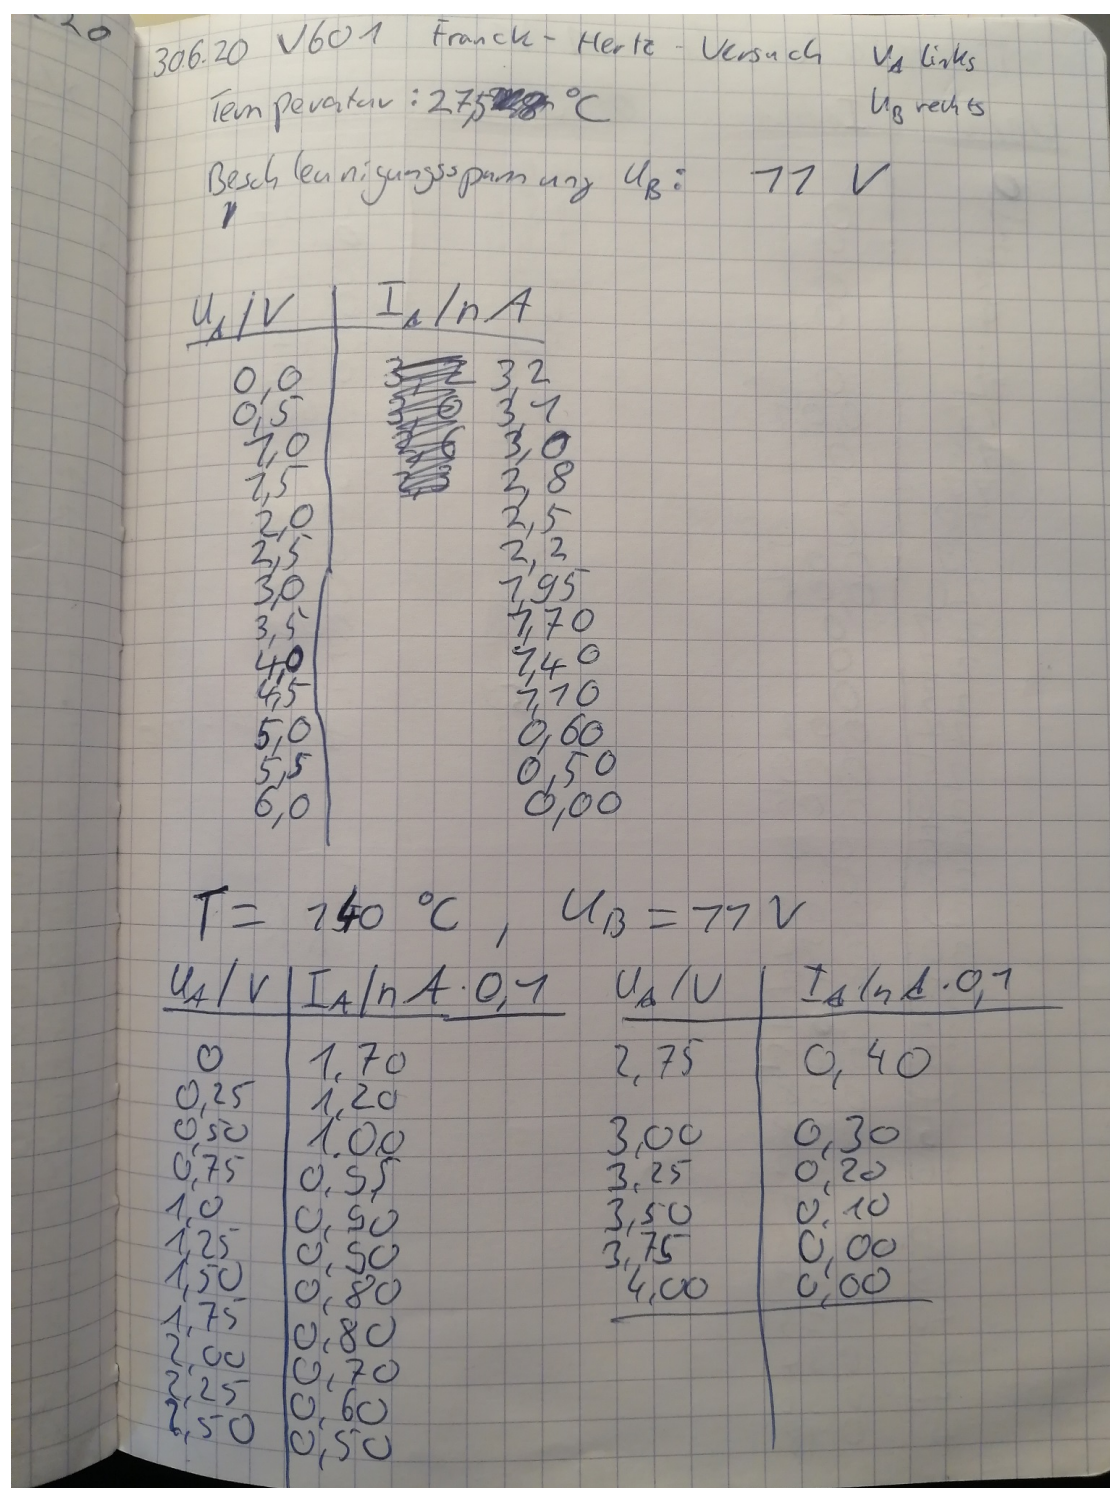 20
30.6.20 V601 Franck-Hertz-Versuch U_A links
Temperatur: 27,5 °C U_B rechts
Beschleunigungsspannung U_B: 11 V
U_A/V I_A/nA
0,0 3,2
0,5 3,1
1,0 3,0
1,5 2,8
2,0 2,5
2,5 2,2
3,0 1,95
3,5 1,70
4,0 1,40
4,5 1,10
5,0 0,60
5,5 0,50
6,0 0,00
T = 140 °C, U_B = 11 V
U_A/V I_A/nA·0,1 U_A/V I_A/nA·0,1
0 1,70 2,75 0,40
0,25 1,20
0,50 1,00 3,00 0,30
0,75 0,95 3,25 0,20
1,0 0,90 3,50 0,10
1,25 0,90 3,75 0,00
1,50 0,80 4,00 0,00
1,75 0,80
2,00 0,70
2,25 0,60
2,50 0,50